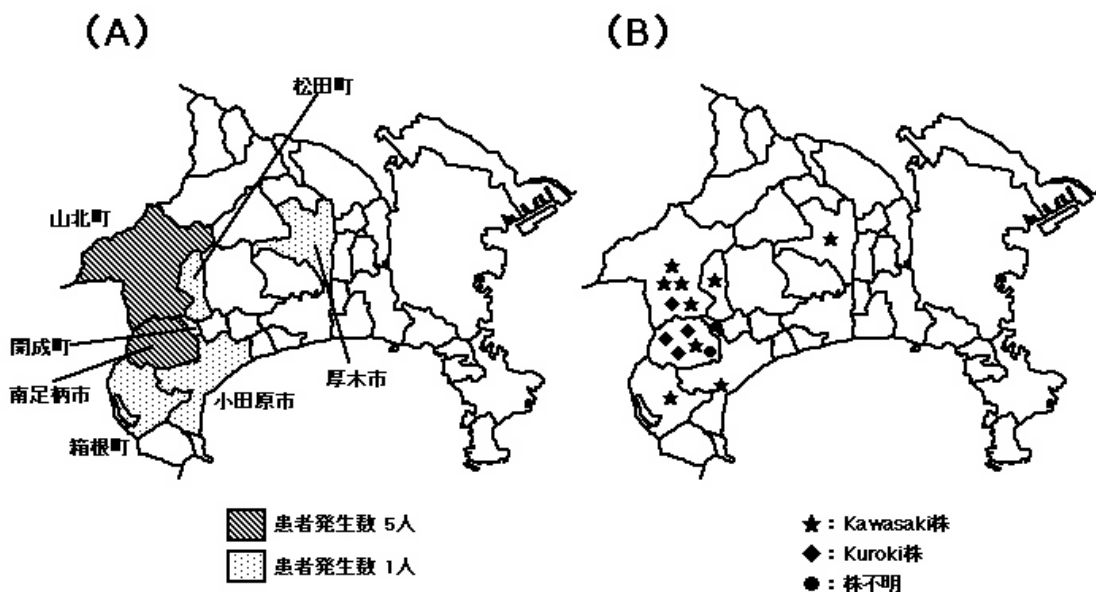 (A)
(B)
松田町
山北町
開成町
南足柄市
厚木市
小田原市
箱根町
患者発生数 5人
患者発生数 1人
★：Kawasaki株
◆：Kuroki株
●：株不明